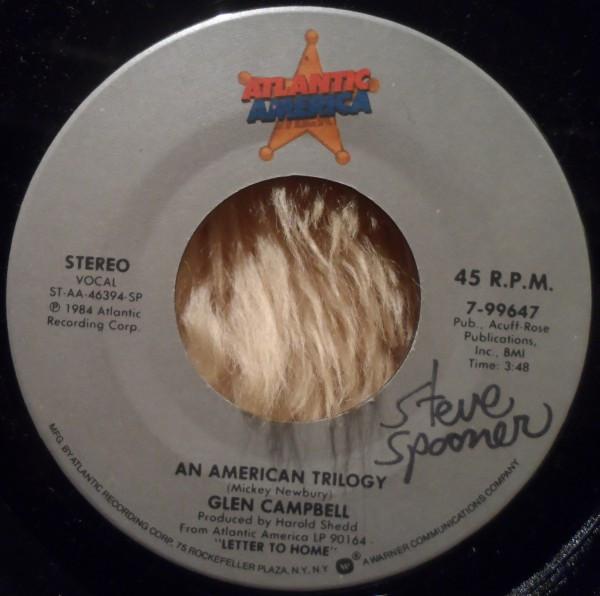 ATLANTIC
AMERICA
STEREO
VOCAL
ST-AA-46394-SP
℗ 1984 Atlantic
Recording Corp.
45 R.P.M.
7-99647
Pub., Acuff-Rose
Publications,
Inc., BMI
Time: 3:48
Steve
Spooner
AN AMERICAN TRILOGY
(Mickey Newbury)
GLEN CAMPBELL
Produced by Harold Shedd
From Atlantic America LP 90164 -
"LETTER TO HOME"
MFG. BY ATLANTIC RECORDING CORP., 75 ROCKEFELLER PLAZA, N.Y., N.Y. W ® A WARNER COMMUNICATIONS COMPANY